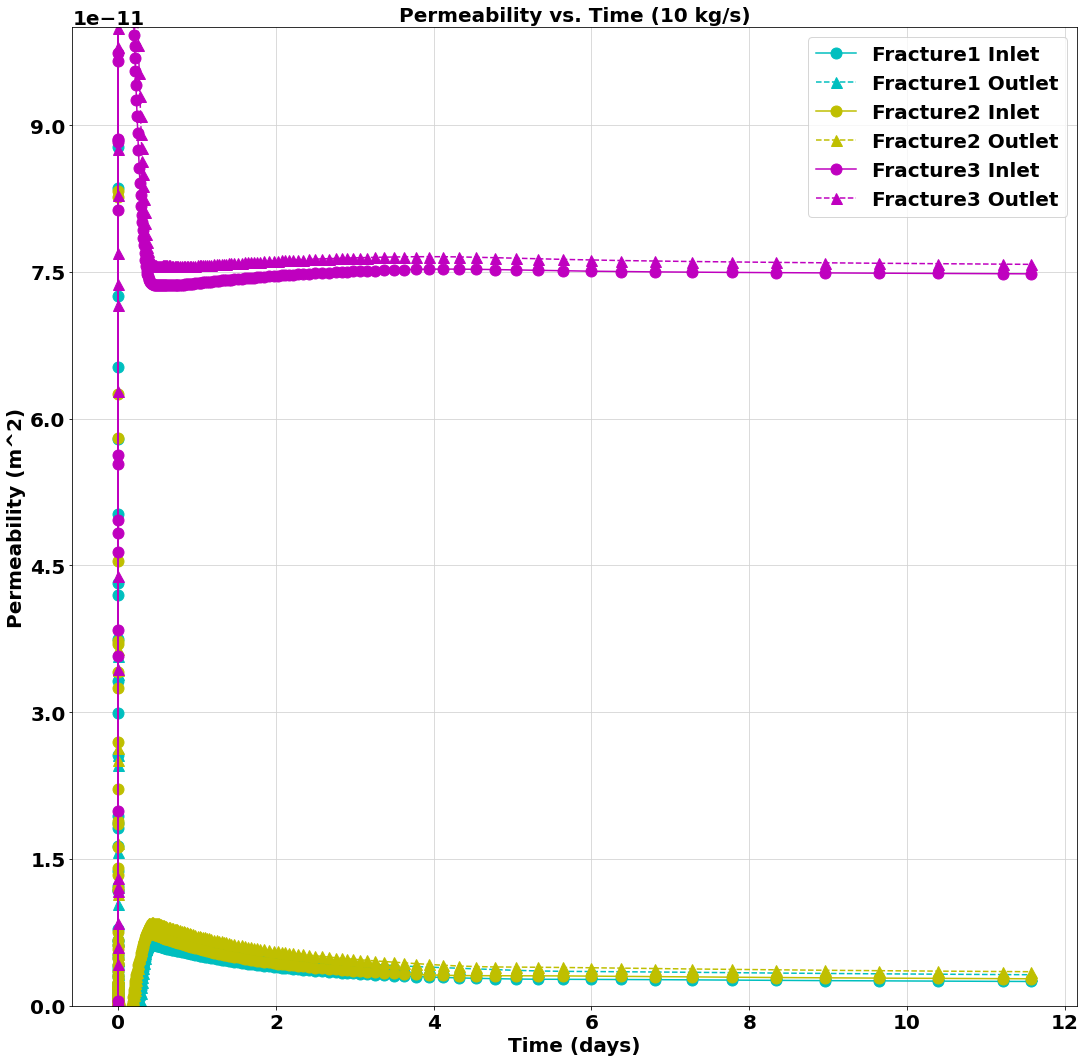 Permeability vs. Time (10 kg/s)
1e−11
Fracture1 Inlet
Fracture1 Outlet
Fracture2 Inlet
Fracture2 Outlet
Fracture3 Inlet
Fracture3 Outlet
9.0
7.5
6.0
4.5
3.0
1.5
0.0
Permeability (m^2)
0 2 4 6 8 10 12
Time (days)